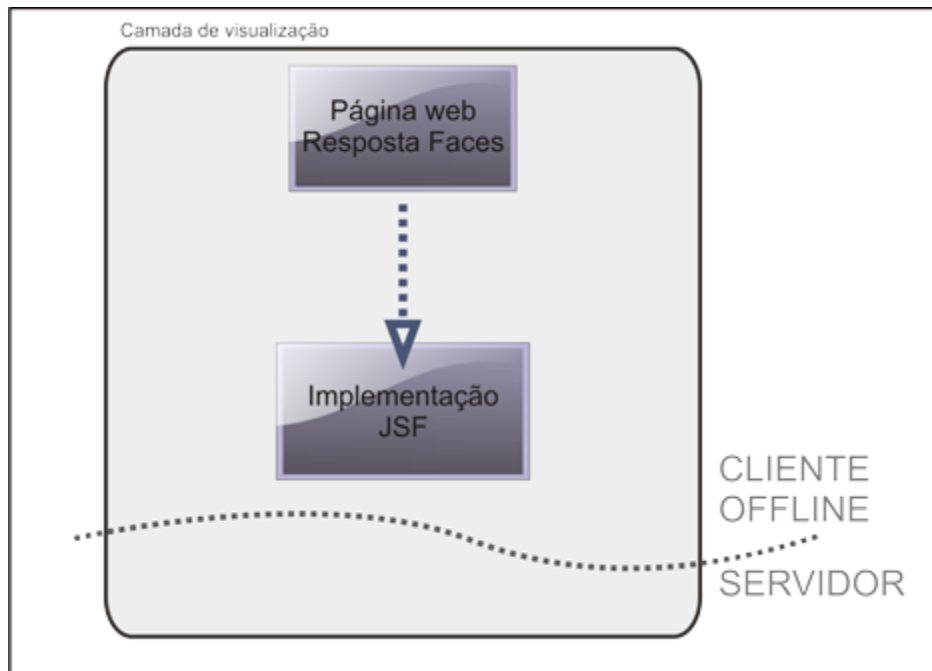 Camada de visualização
Página web
Resposta Faces
Implementação
JSF
CLIENTE
OFFLINE
SERVIDOR